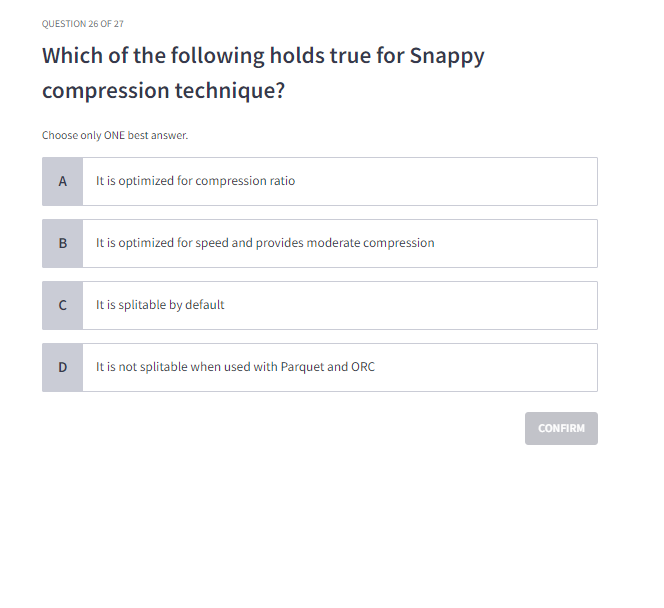 QUESTION 26 OF 27
Which of the following holds true for Snappy
compression technique?
Choose only ONE best answer.
A It is optimized for compression ratio
B It is optimized for speed and provides moderate compression
C It is splitable by default
D It is not splitable when used with Parquet and ORC
CONFIRM